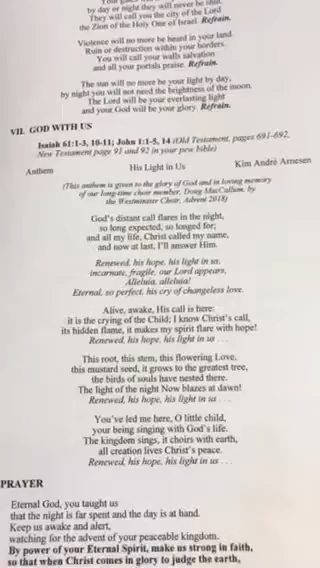 by day or night they will never be shut.
They will call you the city of the Lord
the Zion of the Holy One of Israel. Refrain.
Violence will no more be heard in your land.
Ruin or destruction within your borders.
You will call your walls salvation
and all your portals praise. Refrain.
The sun will no more be your light by day,
by night you will not need the brightness of the moon.
The Lord will be your everlasting light
and your God will be your glory. Refrain.
VII. GOD WITH US
Isaiah 61:1-3, 10-11; John 1:1-5, 14 (Old Testament, pages 691-692,
New Testament page 91 and 92 in your pew bible)
Anthem His Light in Us Kim André Arnesen
(This anthem is given to the glory of God and in loving memory
of our long-time choir member, Doug MacCallum, by
the Westminster Choir, Advent 2018)
God's distant call flares in the night,
so long expected, so longed for;
and all my life, Christ called my name,
and now at last, I'll answer Him.
Renewed, his hope, his light in us,
incarnate, fragile, our Lord appears,
Alleluia, alleluia!
Eternal, so perfect, his cry of changeless love.
Alive, awake, His call is here:
it is the crying of the Child; I know Christ's call,
its hidden flame, it makes my spirit flare with hope!
Renewed, his hope, his light in us . . .
This root, this stem, this flowering Love,
this mustard seed, it grows to the greatest tree,
the birds of souls have nested there.
The light of the night Now blazes at dawn!
Renewed, his hope, his light in us . . .
You've led me here, O little child,
your being singing with God's life.
The kingdom sings, it choirs with earth,
all creation lives Christ's peace.
Renewed, his hope, his light in us . . .
PRAYER
Eternal God, you taught us
that the night is far spent and the day is at hand.
Keep us awake and alert,
watching for the advent of your peaceable kingdom.
By power of your Eternal Spirit, make us strong in faith,
so that when Christ comes in glory to judge the earth,